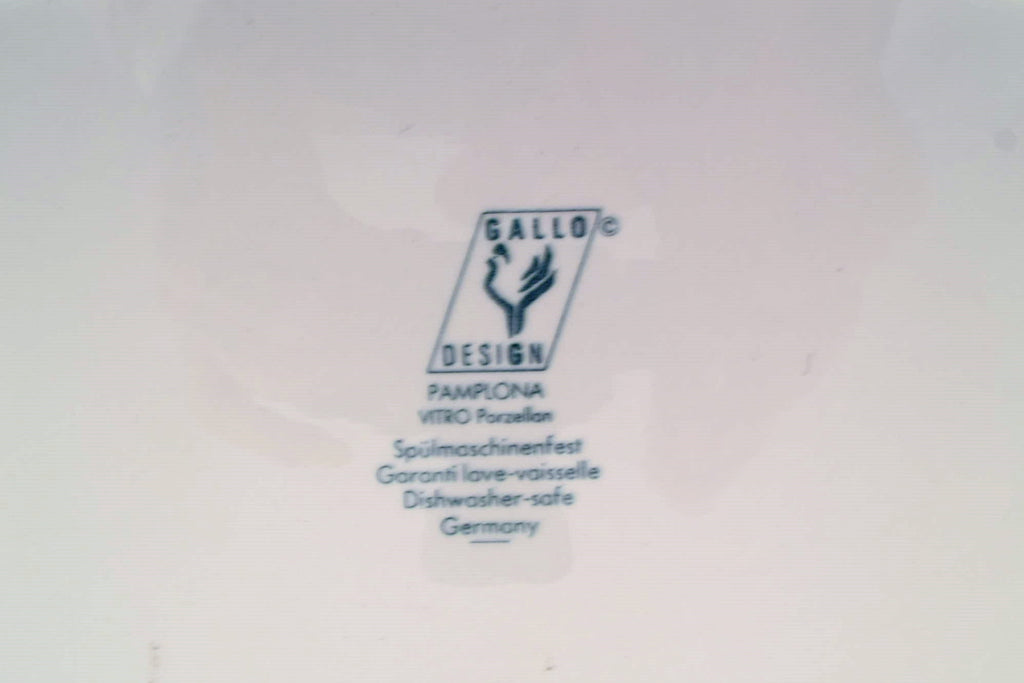 GALLO ©
DESIGN
PAMPLONA
VITRO Porzellan
Spülmaschinenfest
Garanti lave-vaisselle
Dishwasher-safe
Germany